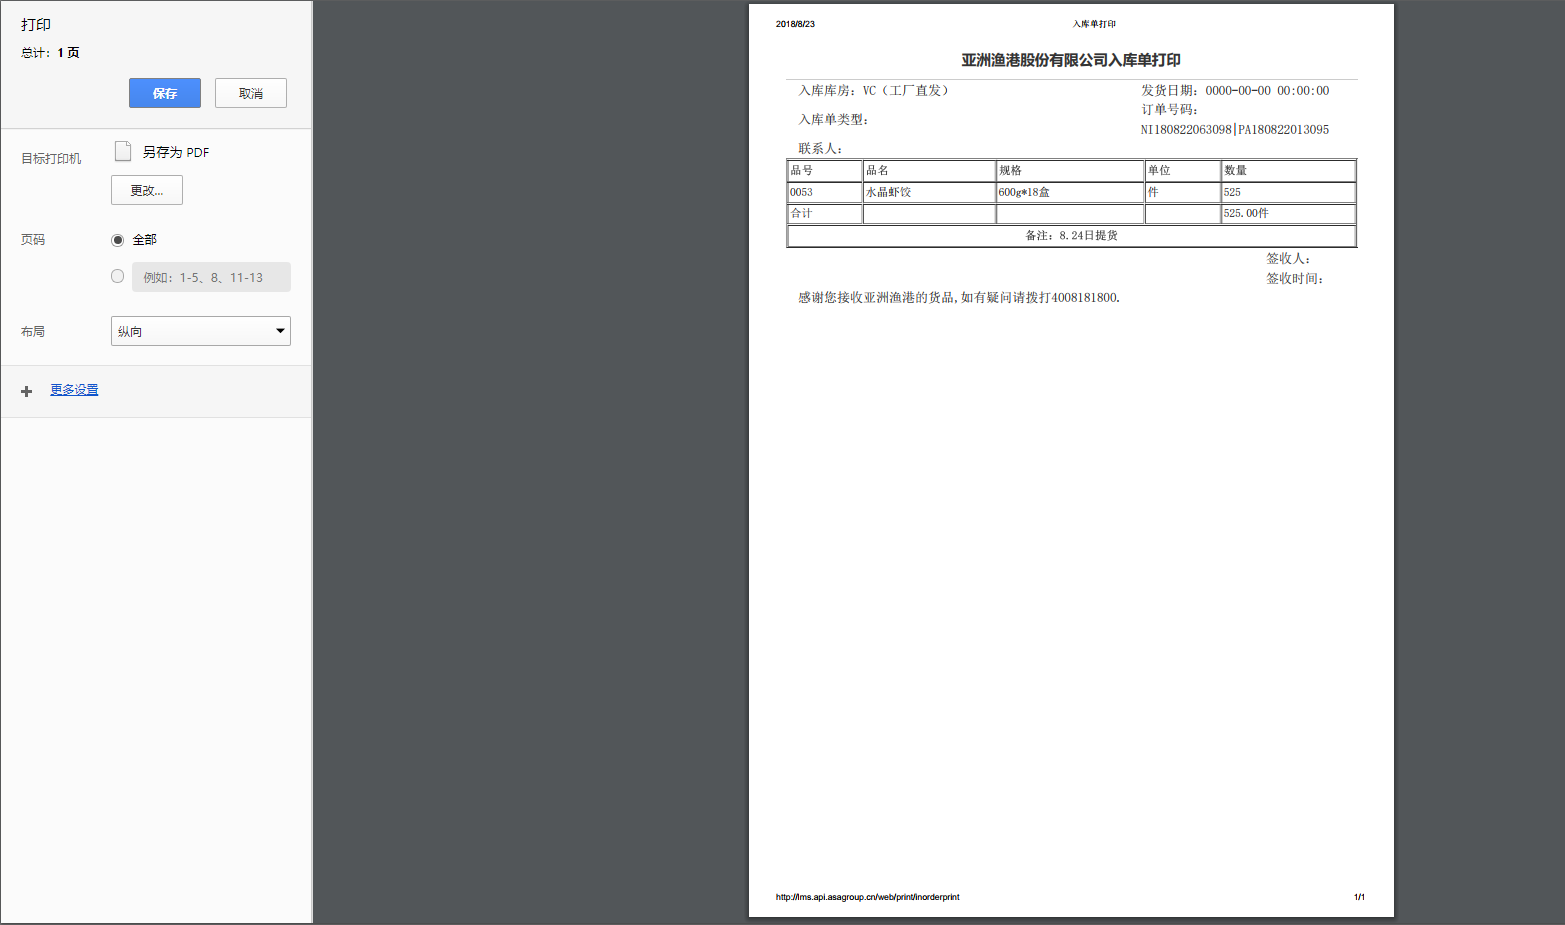 打印
总计：1 页
保存
取消
目标打印机
另存为 PDF
更改...
页码
全部
例如：1-5、8、11-13
布局
纵向
更多设置
2018/8/23
入库单打印
亚洲渔港股份有限公司入库单打印
入库库房：VC（工厂直发）
发货日期：0000-00-00 00:00:00
入库单类型：
订单号码：
NI180822063098|PA180822013095
联系人：
品号 品名 规格 单位 数量
0053 水晶虾饺 600g*18盒 件 525
合计 525.00件
备注：8.24日提货
签收人：
签收时间：
感谢您接收亚洲渔港的货品,如有疑问请拨打4008181800.
http://lms.api.asagroup.cn/web/print/inorderprint
1/1